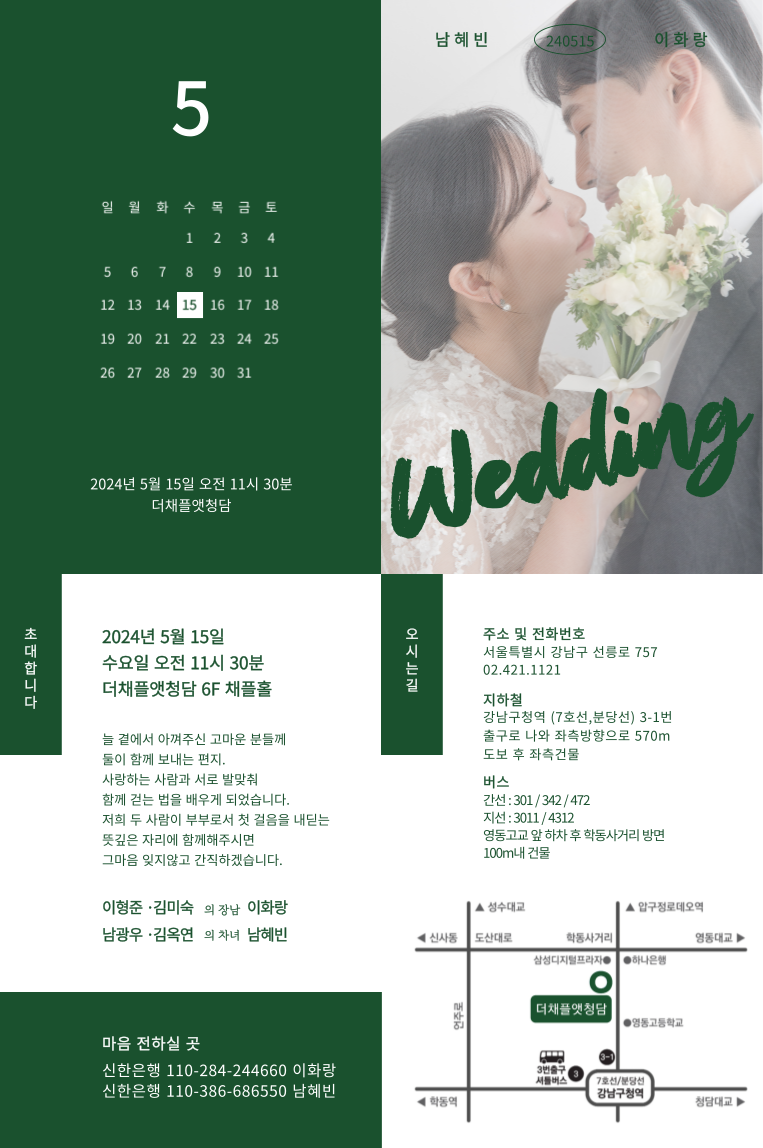 5
일 월 화 수 목 금 토
1 2 3 4
5 6 7 8 9 10 11
12 13 14 15 16 17 18
19 20 21 22 23 24 25
26 27 28 29 30 31
2024년 5월 15일 오전 11시 30분
더채플앳청담
남혜빈 240515 이화랑
Wedding
초대합니다
2024년 5월 15일
수요일 오전 11시 30분
더채플앳청담 6F 채플홀
늘 곁에서 아껴주신 고마운 분들께
둘이 함께 보내는 편지.
사랑하는 사람과 서로 발맞춰
함께 걷는 법을 배우게 되었습니다.
저희 두 사람이 부부로서 첫 걸음을 내딛는
뜻깊은 자리에 함께해주시면
그마음 잊지않고 간직하겠습니다.
이형준 ·김미숙 의 장남 이화랑
남광우 ·김옥연 의 차녀 남혜빈
마음 전하실 곳
신한은행 110-284-244660 이화랑
신한은행 110-386-686550 남혜빈
오시는길
주소 및 전화번호
서울특별시 강남구 선릉로 757
02.421.1121
지하철
강남구청역 (7호선,분당선) 3-1번
출구로 나와 좌측방향으로 570m
도보 후 좌측건물
버스
간선 : 301 / 342 / 472
지선 : 3011 / 4312
영동고교 앞 하차 후 학동사거리 방면
100m내 건물
▲ 성수대교 ▲ 압구정로데오역
◀ 신사동 도산대로 학동사거리 영동대교 ▶
삼성디지털프라자● ●하나은행
더채플앳청담
언주로
●영동고등학교
3-1
3번출구
셔틀버스 3
7호선/분당선
강남구청역
◀ 학동역 청담대교 ▶